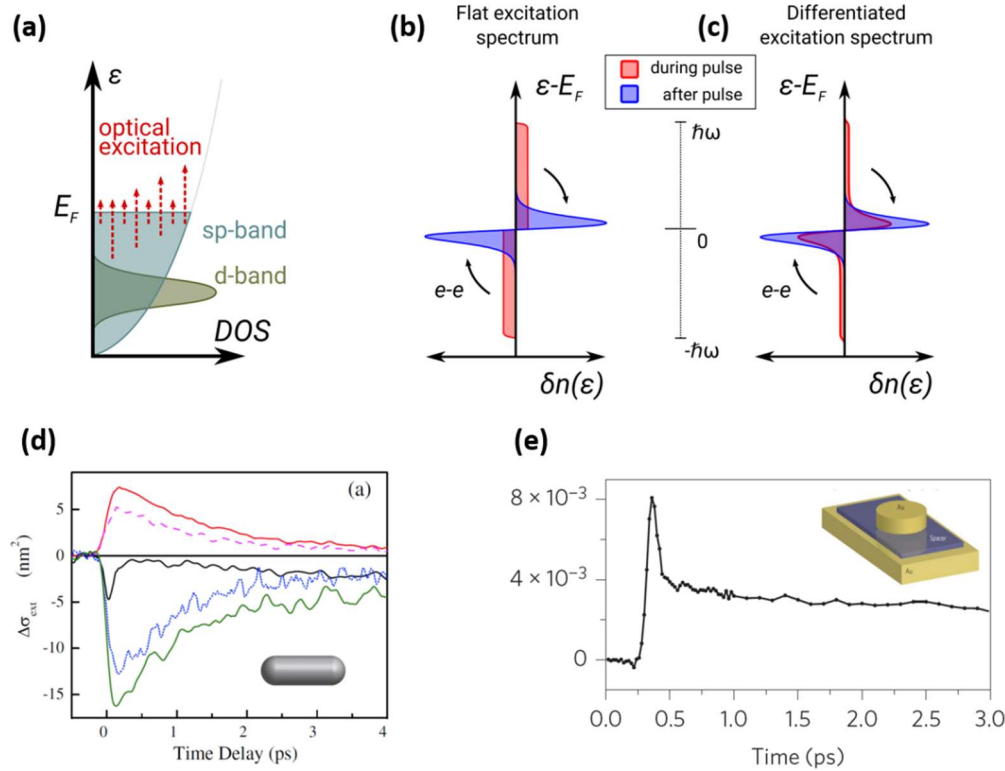 (a)
ε
optical
excitation
E_F
sp-band
d-band
DOS
(b)
Flat excitation
spectrum
ε-E_F
during pulse
after pulse
e-e
δn(ε)
ħω
0
-ħω
(c)
Differentiated
excitation spectrum
ε-E_F
e-e
δn(ε)
(d)
(a)
5
0
-5
-10
-15
Δσ_ext (nm²)
0
1
2
3
4
Time Delay (ps)
(e)
8 × 10⁻³
4 × 10⁻³
0
Au
Spacer
Au
0.0
0.5
1.0
1.5
2.0
2.5
3.0
Time (ps)